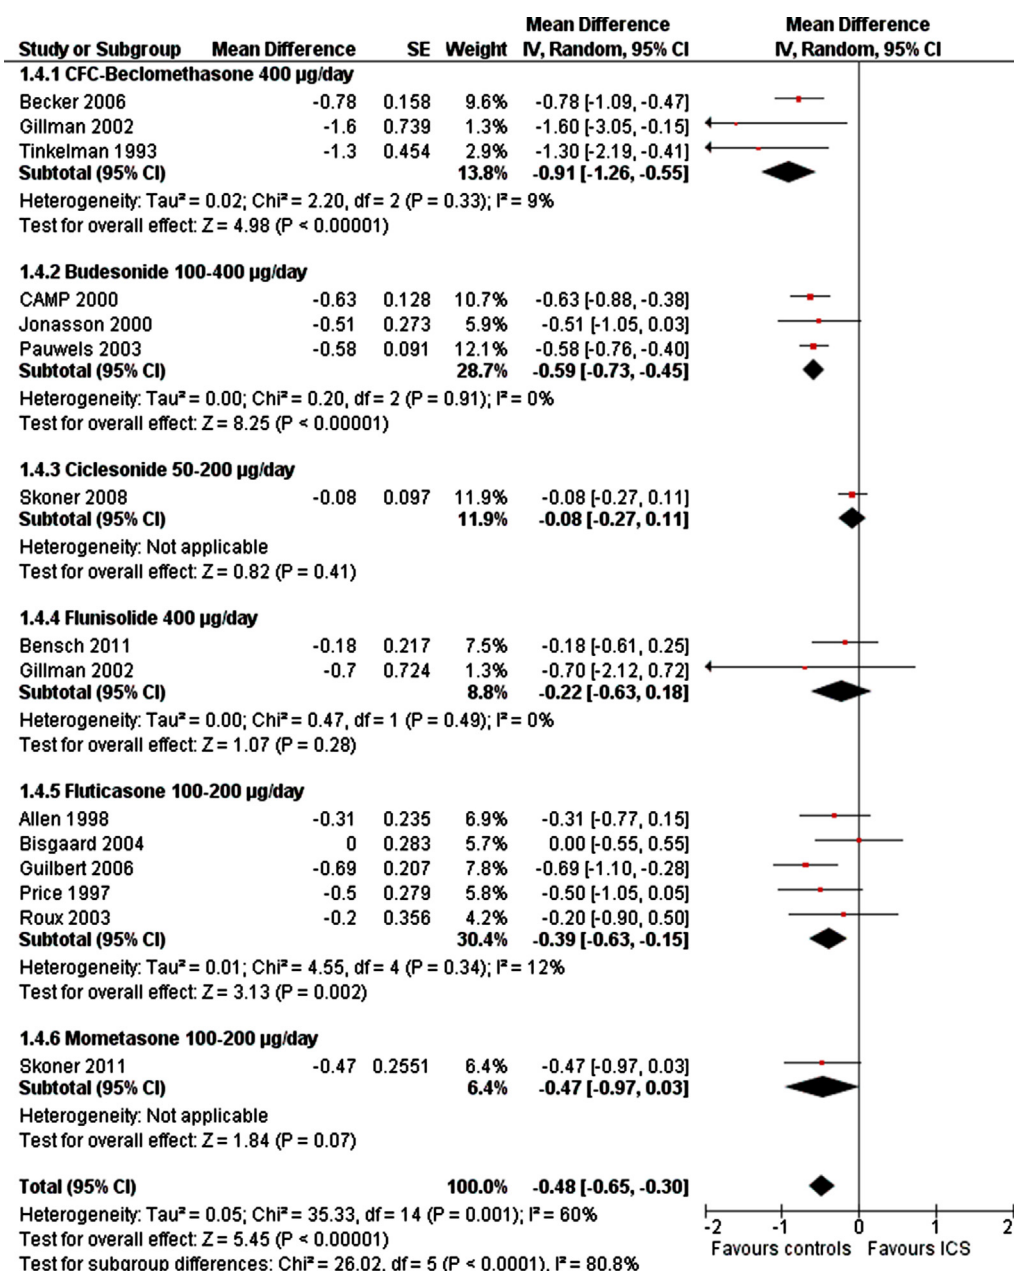 Mean Difference Mean Difference
Study or Subgroup Mean Difference SE Weight IV, Random, 95% CI IV, Random, 95% CI
1.4.1 CFC-Beclomethasone 400 µg/day
Becker 2006 -0.78 0.158 9.6% -0.78 [-1.09, -0.47]
Gillman 2002 -1.6 0.739 1.3% -1.60 [-3.05, -0.15]
Tinkelman 1993 -1.3 0.454 2.9% -1.30 [-2.19, -0.41]
Subtotal (95% CI) 13.8% -0.91 [-1.26, -0.55]
Heterogeneity: Tau² = 0.02; Chi² = 2.20, df = 2 (P = 0.33); I² = 9%
Test for overall effect: Z = 4.98 (P < 0.00001)
1.4.2 Budesonide 100-400 µg/day
CAMP 2000 -0.63 0.128 10.7% -0.63 [-0.88, -0.38]
Jonasson 2000 -0.51 0.273 5.9% -0.51 [-1.05, 0.03]
Pauwels 2003 -0.58 0.091 12.1% -0.58 [-0.76, -0.40]
Subtotal (95% CI) 28.7% -0.59 [-0.73, -0.45]
Heterogeneity: Tau² = 0.00; Chi² = 0.20, df = 2 (P = 0.91); I² = 0%
Test for overall effect: Z = 8.25 (P < 0.00001)
1.4.3 Ciclesonide 50-200 µg/day
Skoner 2008 -0.08 0.097 11.9% -0.08 [-0.27, 0.11]
Subtotal (95% CI) 11.9% -0.08 [-0.27, 0.11]
Heterogeneity: Not applicable
Test for overall effect: Z = 0.82 (P = 0.41)
1.4.4 Flunisolide 400 µg/day
Bensch 2011 -0.18 0.217 7.5% -0.18 [-0.61, 0.25]
Gillman 2002 -0.7 0.724 1.3% -0.70 [-2.12, 0.72]
Subtotal (95% CI) 8.8% -0.22 [-0.63, 0.18]
Heterogeneity: Tau² = 0.00; Chi² = 0.47, df = 1 (P = 0.49); I² = 0%
Test for overall effect: Z = 1.07 (P = 0.28)
1.4.5 Fluticasone 100-200 µg/day
Allen 1998 -0.31 0.235 6.9% -0.31 [-0.77, 0.15]
Bisgaard 2004 0 0.283 5.7% 0.00 [-0.55, 0.55]
Guilbert 2006 -0.69 0.207 7.8% -0.69 [-1.10, -0.28]
Price 1997 -0.5 0.279 5.8% -0.50 [-1.05, 0.05]
Roux 2003 -0.2 0.356 4.2% -0.20 [-0.90, 0.50]
Subtotal (95% CI) 30.4% -0.39 [-0.63, -0.15]
Heterogeneity: Tau² = 0.01; Chi² = 4.55, df = 4 (P = 0.34); I² = 12%
Test for overall effect: Z = 3.13 (P = 0.002)
1.4.6 Mometasone 100-200 µg/day
Skoner 2011 -0.47 0.2551 6.4% -0.47 [-0.97, 0.03]
Subtotal (95% CI) 6.4% -0.47 [-0.97, 0.03]
Heterogeneity: Not applicable
Test for overall effect: Z = 1.84 (P = 0.07)
Total (95% CI) 100.0% -0.48 [-0.65, -0.30]
Heterogeneity: Tau² = 0.05; Chi² = 35.33, df = 14 (P = 0.001); I² = 60%
Test for overall effect: Z = 5.45 (P < 0.00001)
Test for subgroup differences: Chi² = 26.02, df = 5 (P < 0.0001), I² = 80.8%
-2 -1 0 1 2
Favours controls Favours ICS